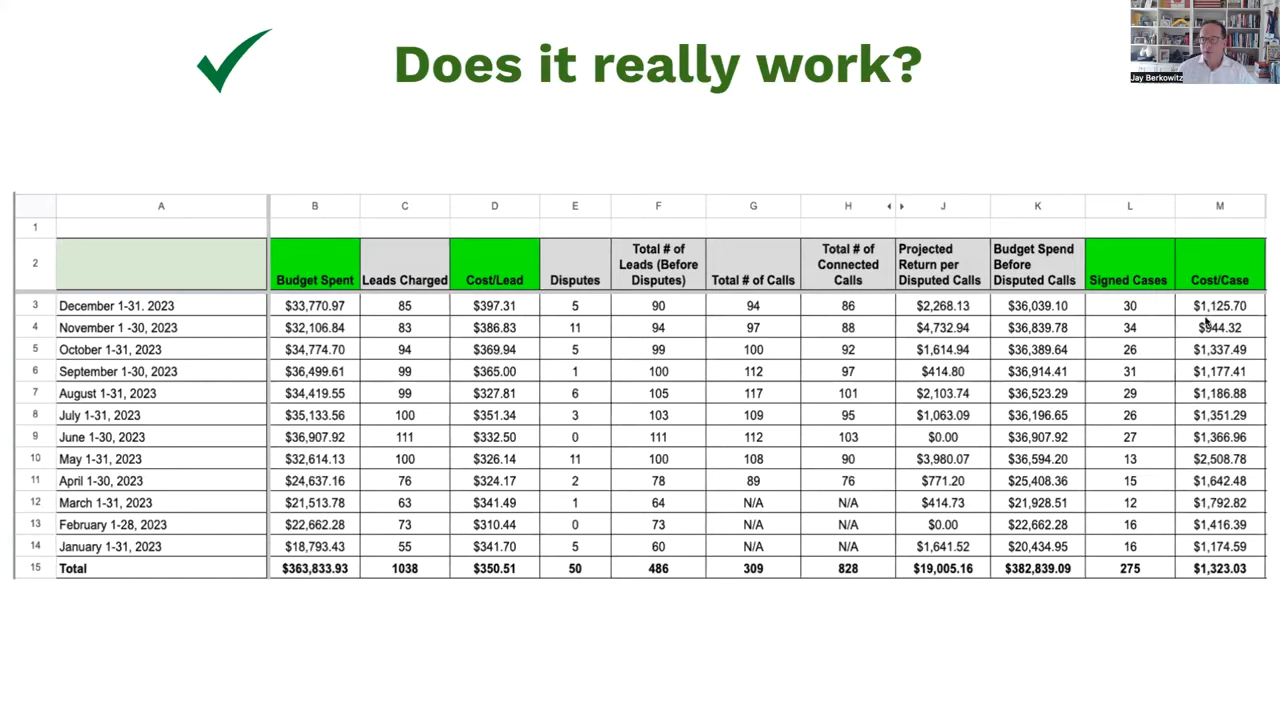 Does it really work?
Jay Berkowitz
A B C D E F G H J K L M
1
2 Budget Spent Leads Charged Cost/Lead Disputes Total # of Leads (Before Disputes) Total # of Calls Total # of Connected Calls Projected Return per Disputed Calls Budget Spend Before Disputed Calls Signed Cases Cost/Case
3 December 1-31. 2023 $33,770.97 85 $397.31 5 90 94 86 $2,268.13 $36,039.10 30 $1,125.70
4 November 1 -30, 2023 $32,106.84 83 $386.83 11 94 97 88 $4,732.94 $36,839.78 34 $944.32
5 October 1-31, 2023 $34,774.70 94 $369.94 5 99 100 92 $1,614.94 $36,389.64 26 $1,337.49
6 September 1-30, 2023 $36,499.61 99 $365.00 1 100 112 97 $414.80 $36,914.41 31 $1,177.41
7 August 1-31, 2023 $34,419.55 99 $327.81 6 105 117 101 $2,103.74 $36,523.29 29 $1,186.88
8 July 1-31, 2023 $35,133.56 100 $351.34 3 103 109 95 $1,063.09 $36,196.65 26 $1,351.29
9 June 1-30, 2023 $36,907.92 111 $332.50 0 111 112 103 $0.00 $36,907.92 27 $1,366.96
10 May 1-31, 2023 $32,614.13 100 $326.14 11 100 108 90 $3,980.07 $36,594.20 13 $2,508.78
11 April 1-30, 2023 $24,637.16 76 $324.17 2 78 89 76 $771.20 $25,408.36 15 $1,642.48
12 March 1-31, 2023 $21,513.78 63 $341.49 1 64 N/A N/A $414.73 $21,928.51 12 $1,792.82
13 February 1-28, 2023 $22,662.28 73 $310.44 0 73 N/A N/A $0.00 $22,662.28 16 $1,416.39
14 January 1-31, 2023 $18,793.43 55 $341.70 5 60 N/A N/A $1,641.52 $20,434.95 16 $1,174.59
15 Total $363,833.93 1038 $350.51 50 486 309 828 $19,005.16 $382,839.09 275 $1,323.03